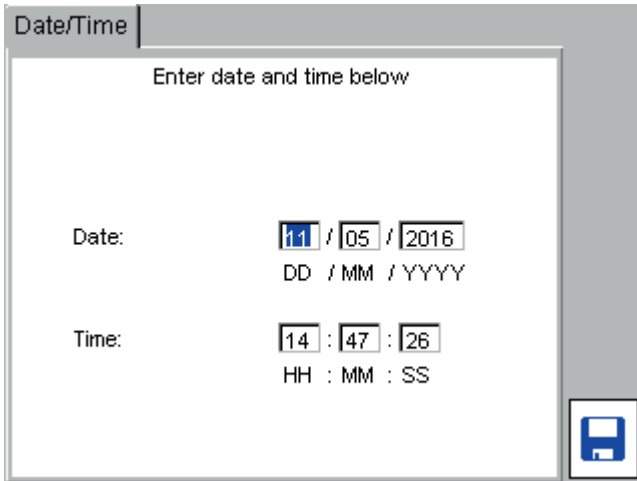 Date/Time
Enter date and time below
Date: 11 / 05 / 2016
DD / MM / YYYY
Time: 14 : 47 : 26
HH : MM : SS